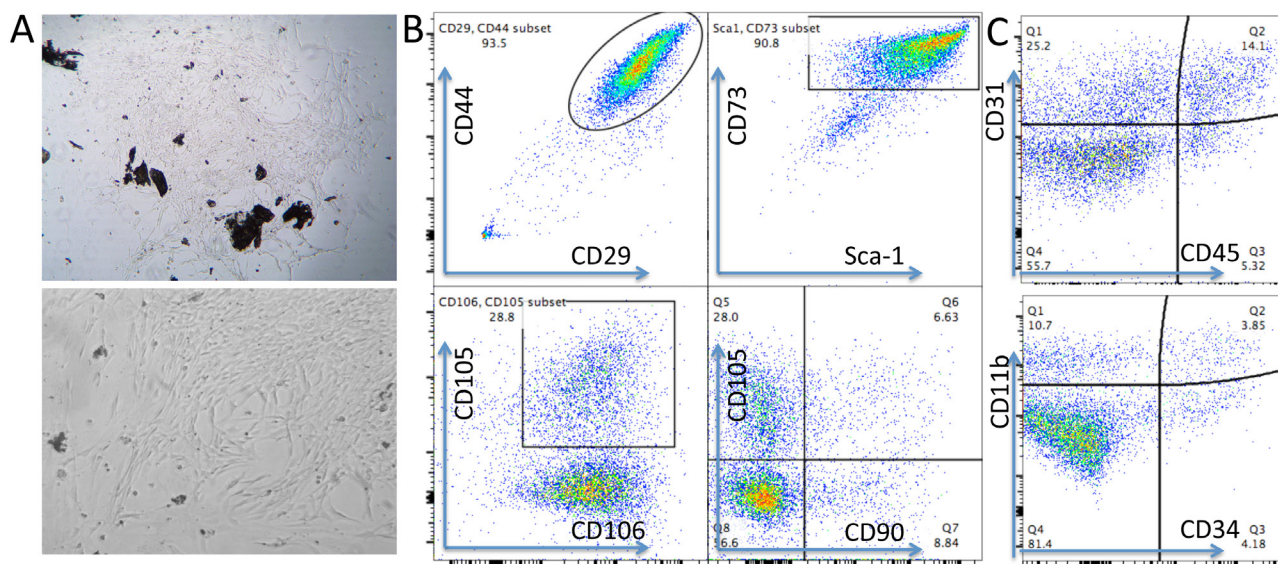 A
B
CD29, CD44 subset
93.5
CD44
CD29
Sca1, CD73 subset
90.8
CD73
Sca-1
CD106, CD105 subset
28.8
CD105
CD106
Q5
28.0
Q6
6.63
CD105
Q8
56.6
CD90
Q7
8.84
C
Q1
25.2
Q2
14.1
CD31
Q4
55.7
CD45
Q3
5.32
Q1
10.7
Q2
3.85
CD11b
Q4
81.4
CD34
Q3
4.18